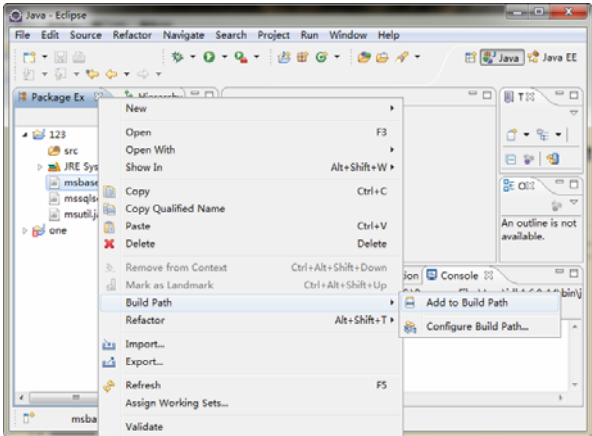 Java - Eclipse
File Edit Source Refactor Navigate Search Project Run Window Help
Java Java EE
Package Ex Hierarchy
New
123
Open F3
src
Open With
JRE Sys
Show In Alt+Shift+W
msbase
Copy Ctrl+C
mssqls
Copy Qualified Name
msutil.j
Paste Ctrl+V
one
Delete Delete
An outline is not
available.
Remove from Context Ctrl+Alt+Shift+Down
Mark as Landmark Ctrl+Alt+Shift+Up
ion Console
Build Path
Add to Build Path
Refactor Alt+Shift+T
Configure Build Path...
Import...
Export...
Refresh F5
Assign Working Sets...
msba
Validate